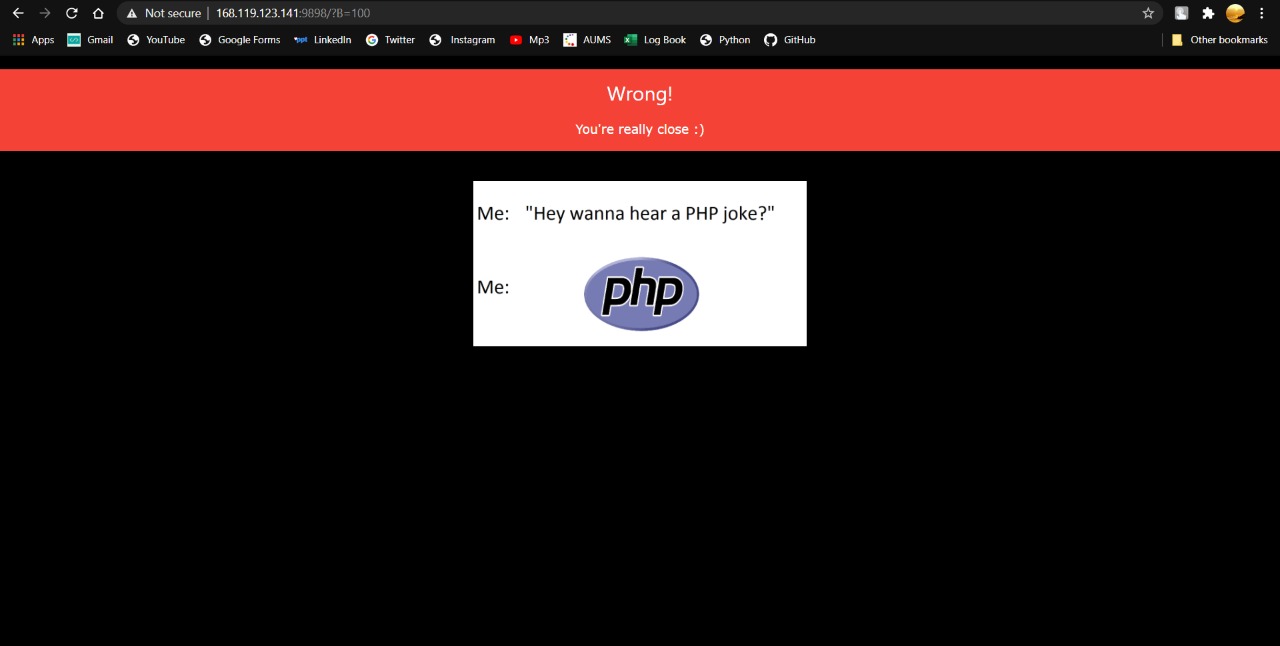 Not secure | 168.119.123.141:9898/?B=100
Apps Gmail YouTube Google Forms LinkedIn Twitter Instagram Mp3 AUMS Log Book Python GitHub Other bookmarks
Wrong!
You're really close :)
Me: "Hey wanna hear a PHP joke?"
Me: php